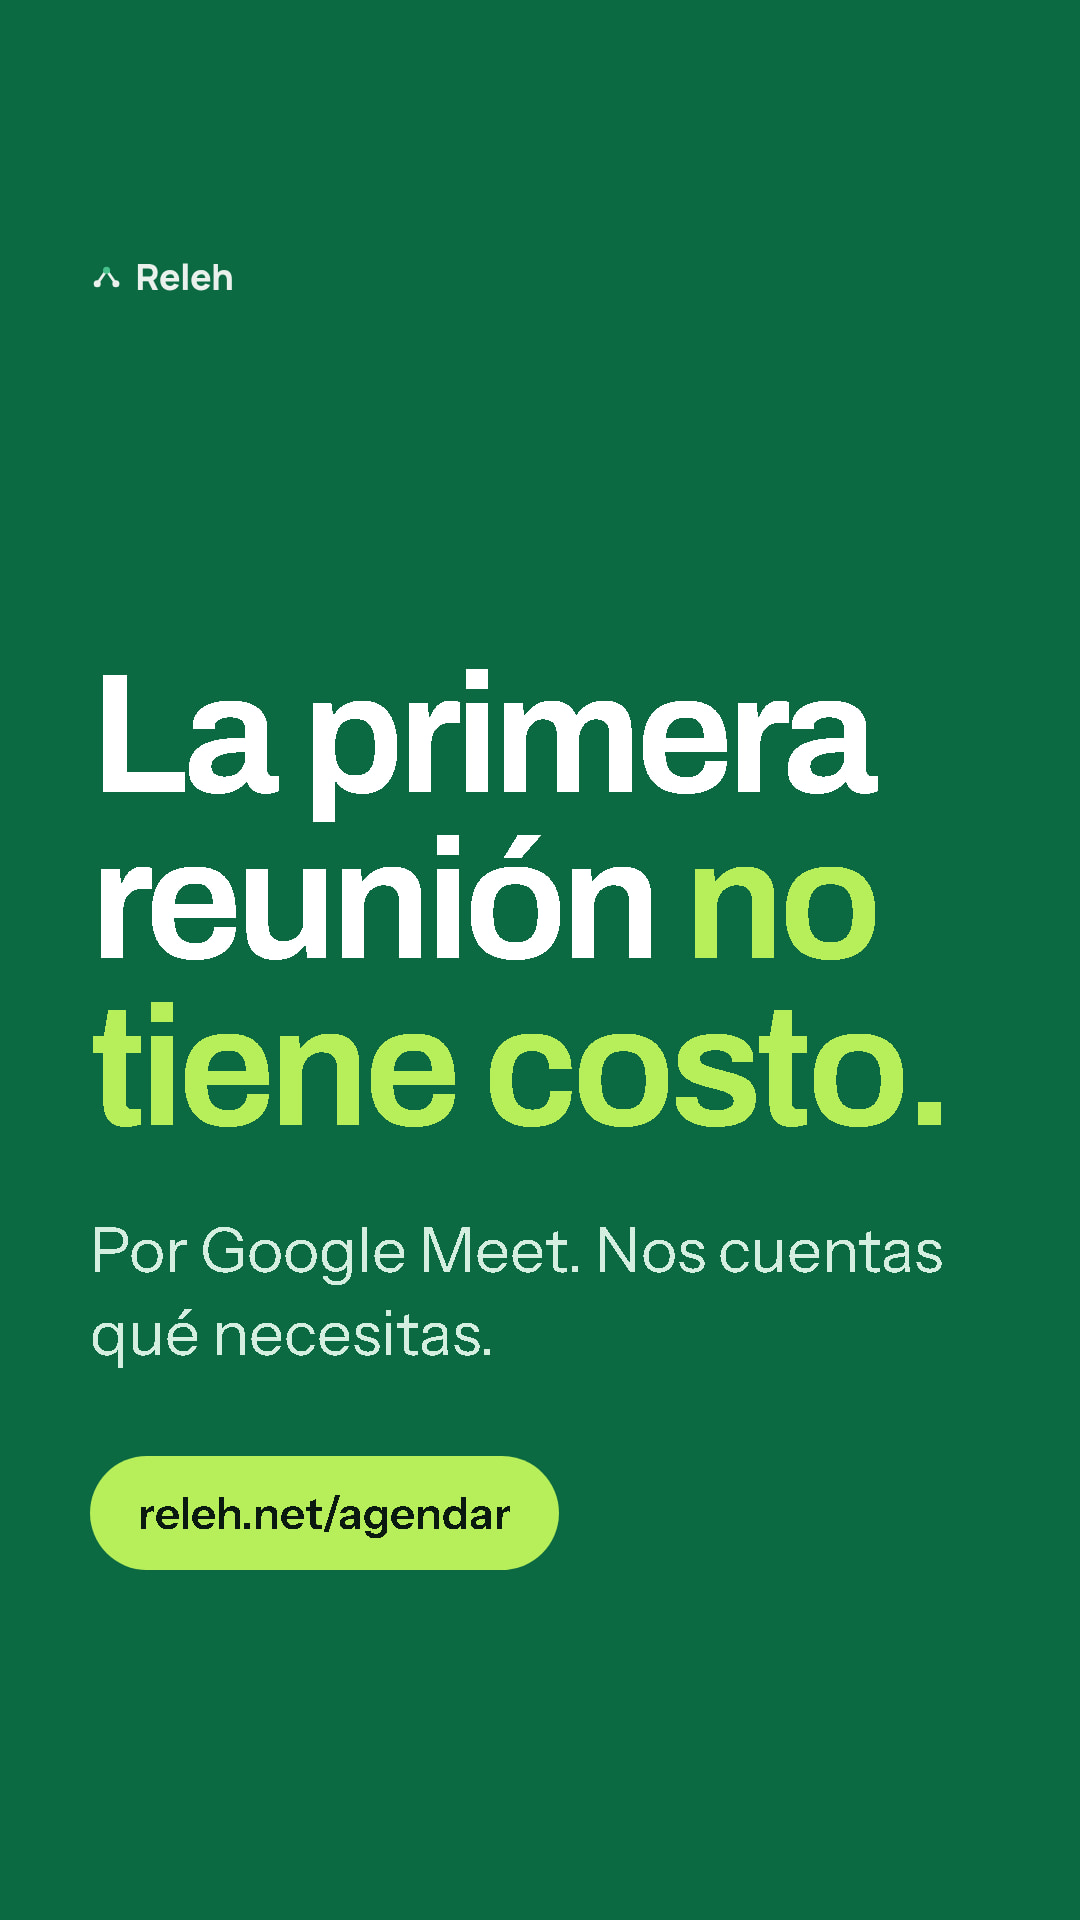 Releh
La primera
reunión no
tiene costo.
Por Google Meet. Nos cuentas
qué necesitas.
releh.net/agendar